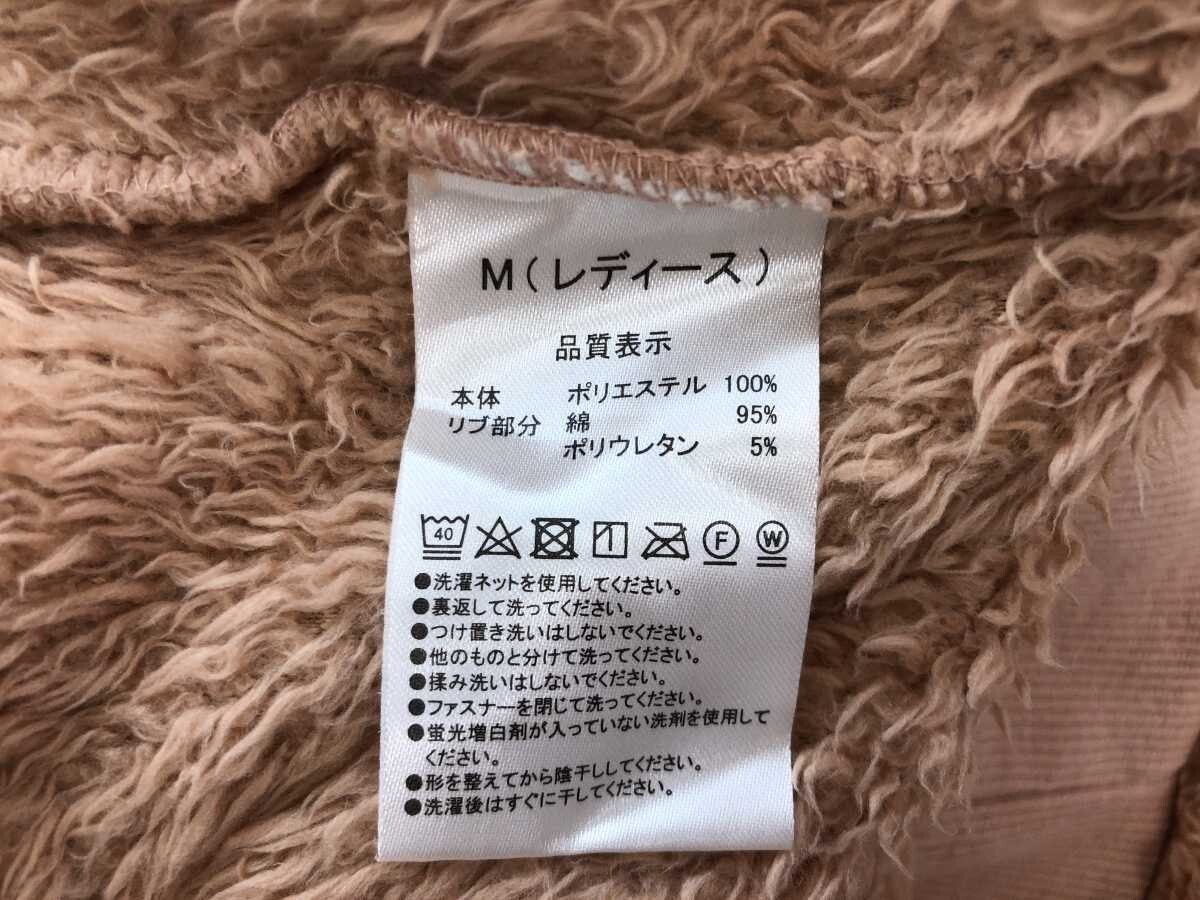 M(レディース)
品質表示
本体 ポリエステル 100%
リブ部分 綿 95%
ポリウレタン 5%
40 F W
●洗濯ネットを使用してください。
●裏返して洗ってください。
●つけ置き洗いはしないでください。
●他のものと分けて洗ってください。
●揉み洗いはしないでください。
●ファスナーを閉じて洗ってください。
●蛍光増白剤が入っていない洗剤を使用して
ください。
●形を整えてから陰干ししてください。
●洗濯後はすぐに干してください。